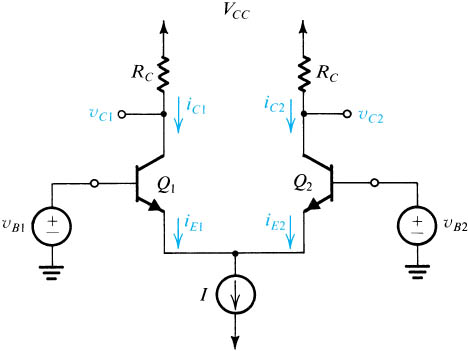 V_CC
R_C
R_C
v_C1
i_C1
i_C2
v_C2
Q_1
Q_2
v_B1
+
−
i_E1
i_E2
+
−
v_B2
I